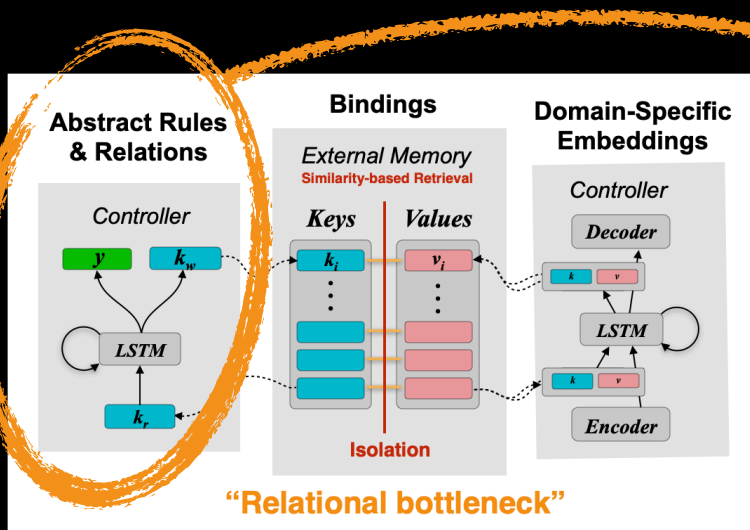 Abstract Rules
& Relations
Controller
y
k_w
LSTM
k_r
Bindings
External Memory
Similarity-based Retrieval
Keys
Values
k_i
v_i
Isolation
Domain-Specific
Embeddings
Controller
Decoder
k
v
LSTM
k
v
Encoder
“Relational bottleneck”